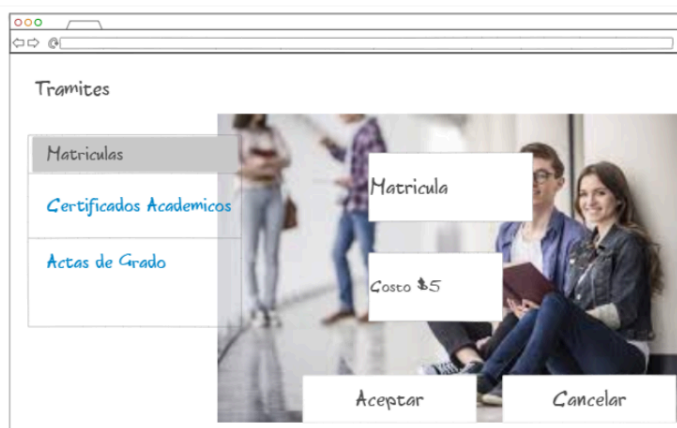 Tramites
Matriculas
Certificados Academicos
Actas de Grado
Matricula
Costo $5
Aceptar
Cancelar